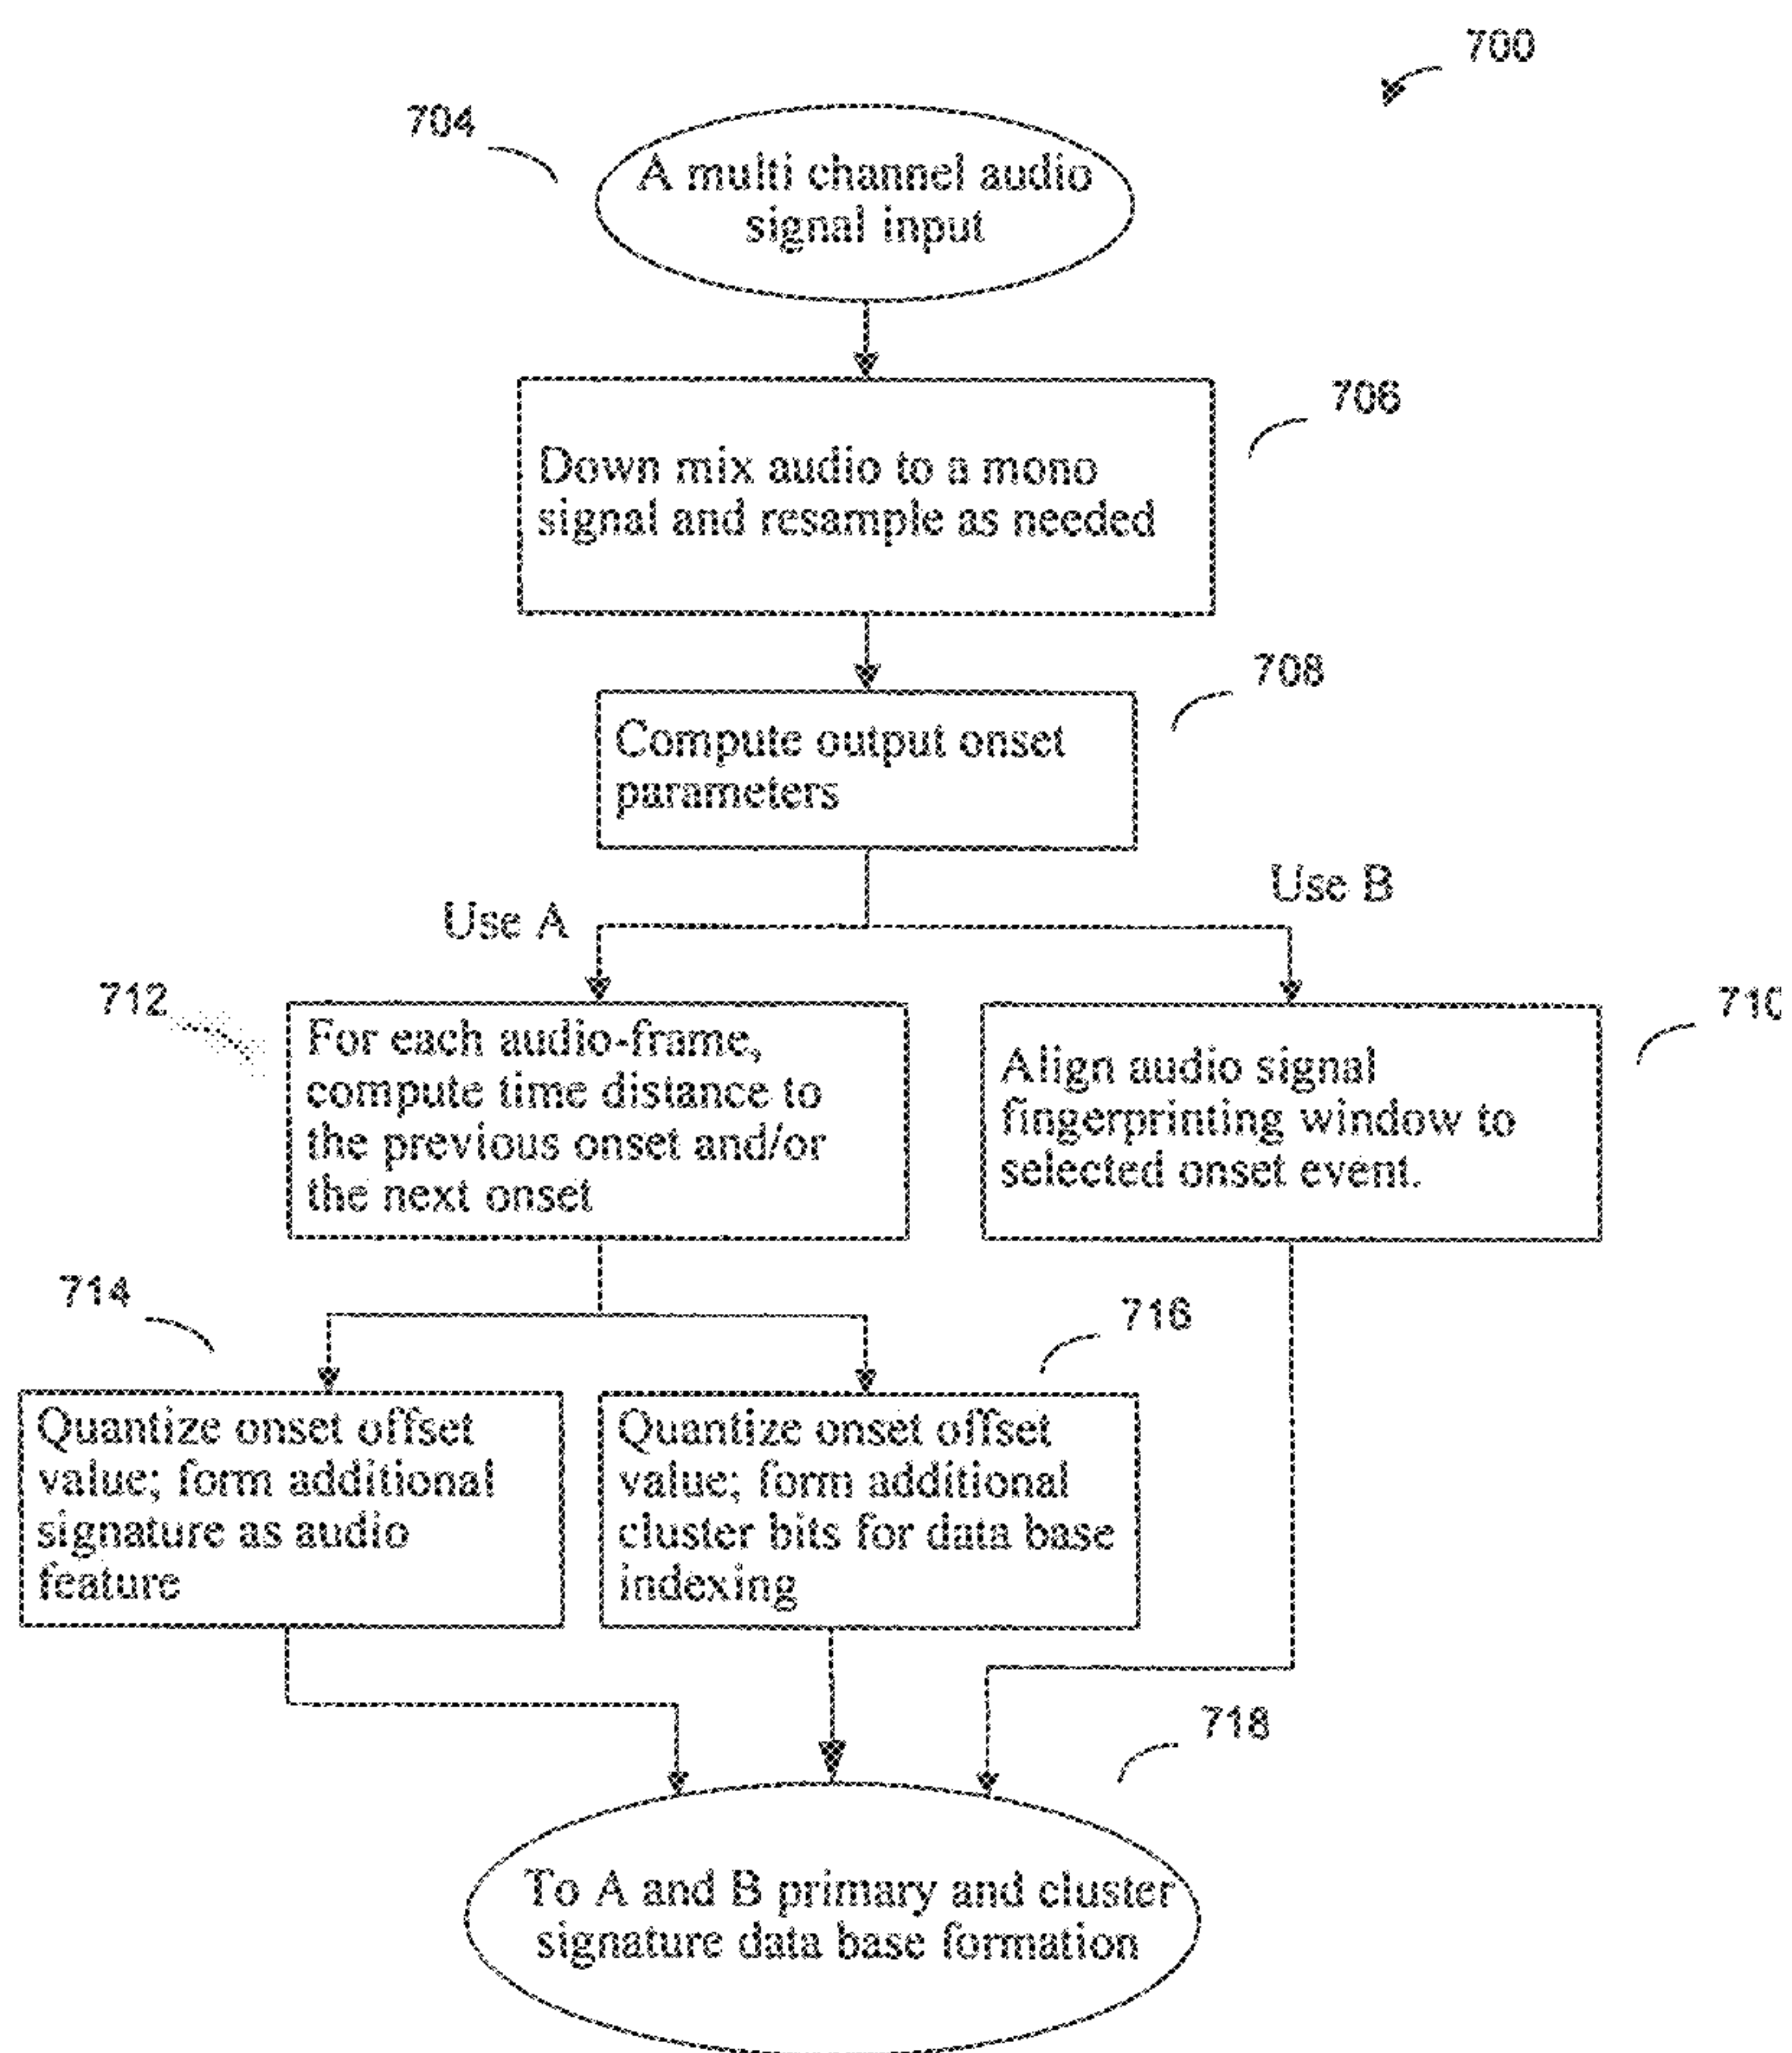 700
704
A multi channel audio
signal input
706
Down mix audio to a mono
signal and resample as needed
708
Compute output onset
parameters
Use A
Use B
712
For each audio-frame,
compute time distance to
the previous onset and/or
the next onset
710
Align audio signal
fingerprinting window to
selected onset event.
714
Quantize onset offset
value; form additional
signature as audio
feature
716
Quantize onset offset
value; form additional
cluster bits for data base
indexing
718
To A and B primary and cluster
signature data base formation